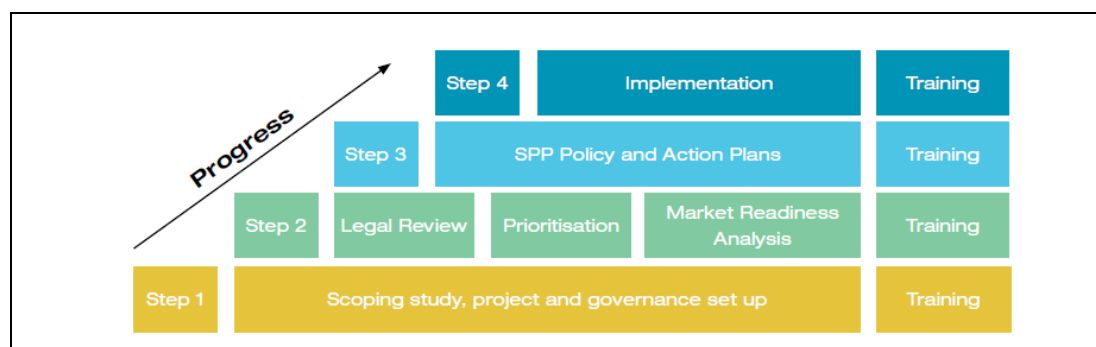 Progress
Step 4
Implementation
Training
Step 3
SPP Policy and Action Plans
Training
Step 2
Legal Review
Prioritisation
Market Readiness
Analysis
Training
Step 1
Scoping study, project and governance set up
Training